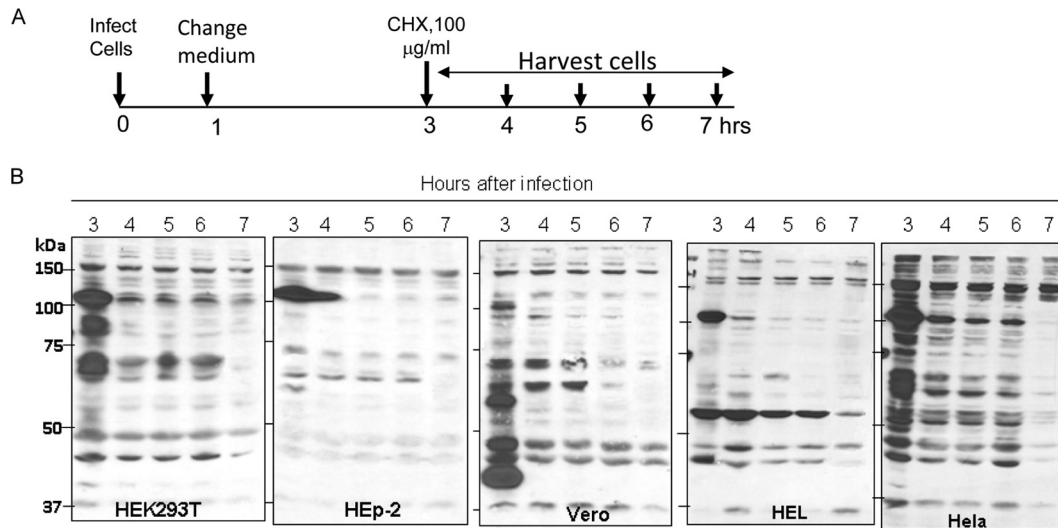 A
Infect
Cells
Change
medium
CHX,100
μg/ml
Harvest cells
0 1 3 4 5 6 7 hrs
B
Hours after infection
3 4 5 6 7 3 4 5 6 7 3 4 5 6 7 3 4 5 6 7 3 4 5 6 7
kDa
150
100
75
50
37
HEK293T HEp-2 Vero HEL Hela